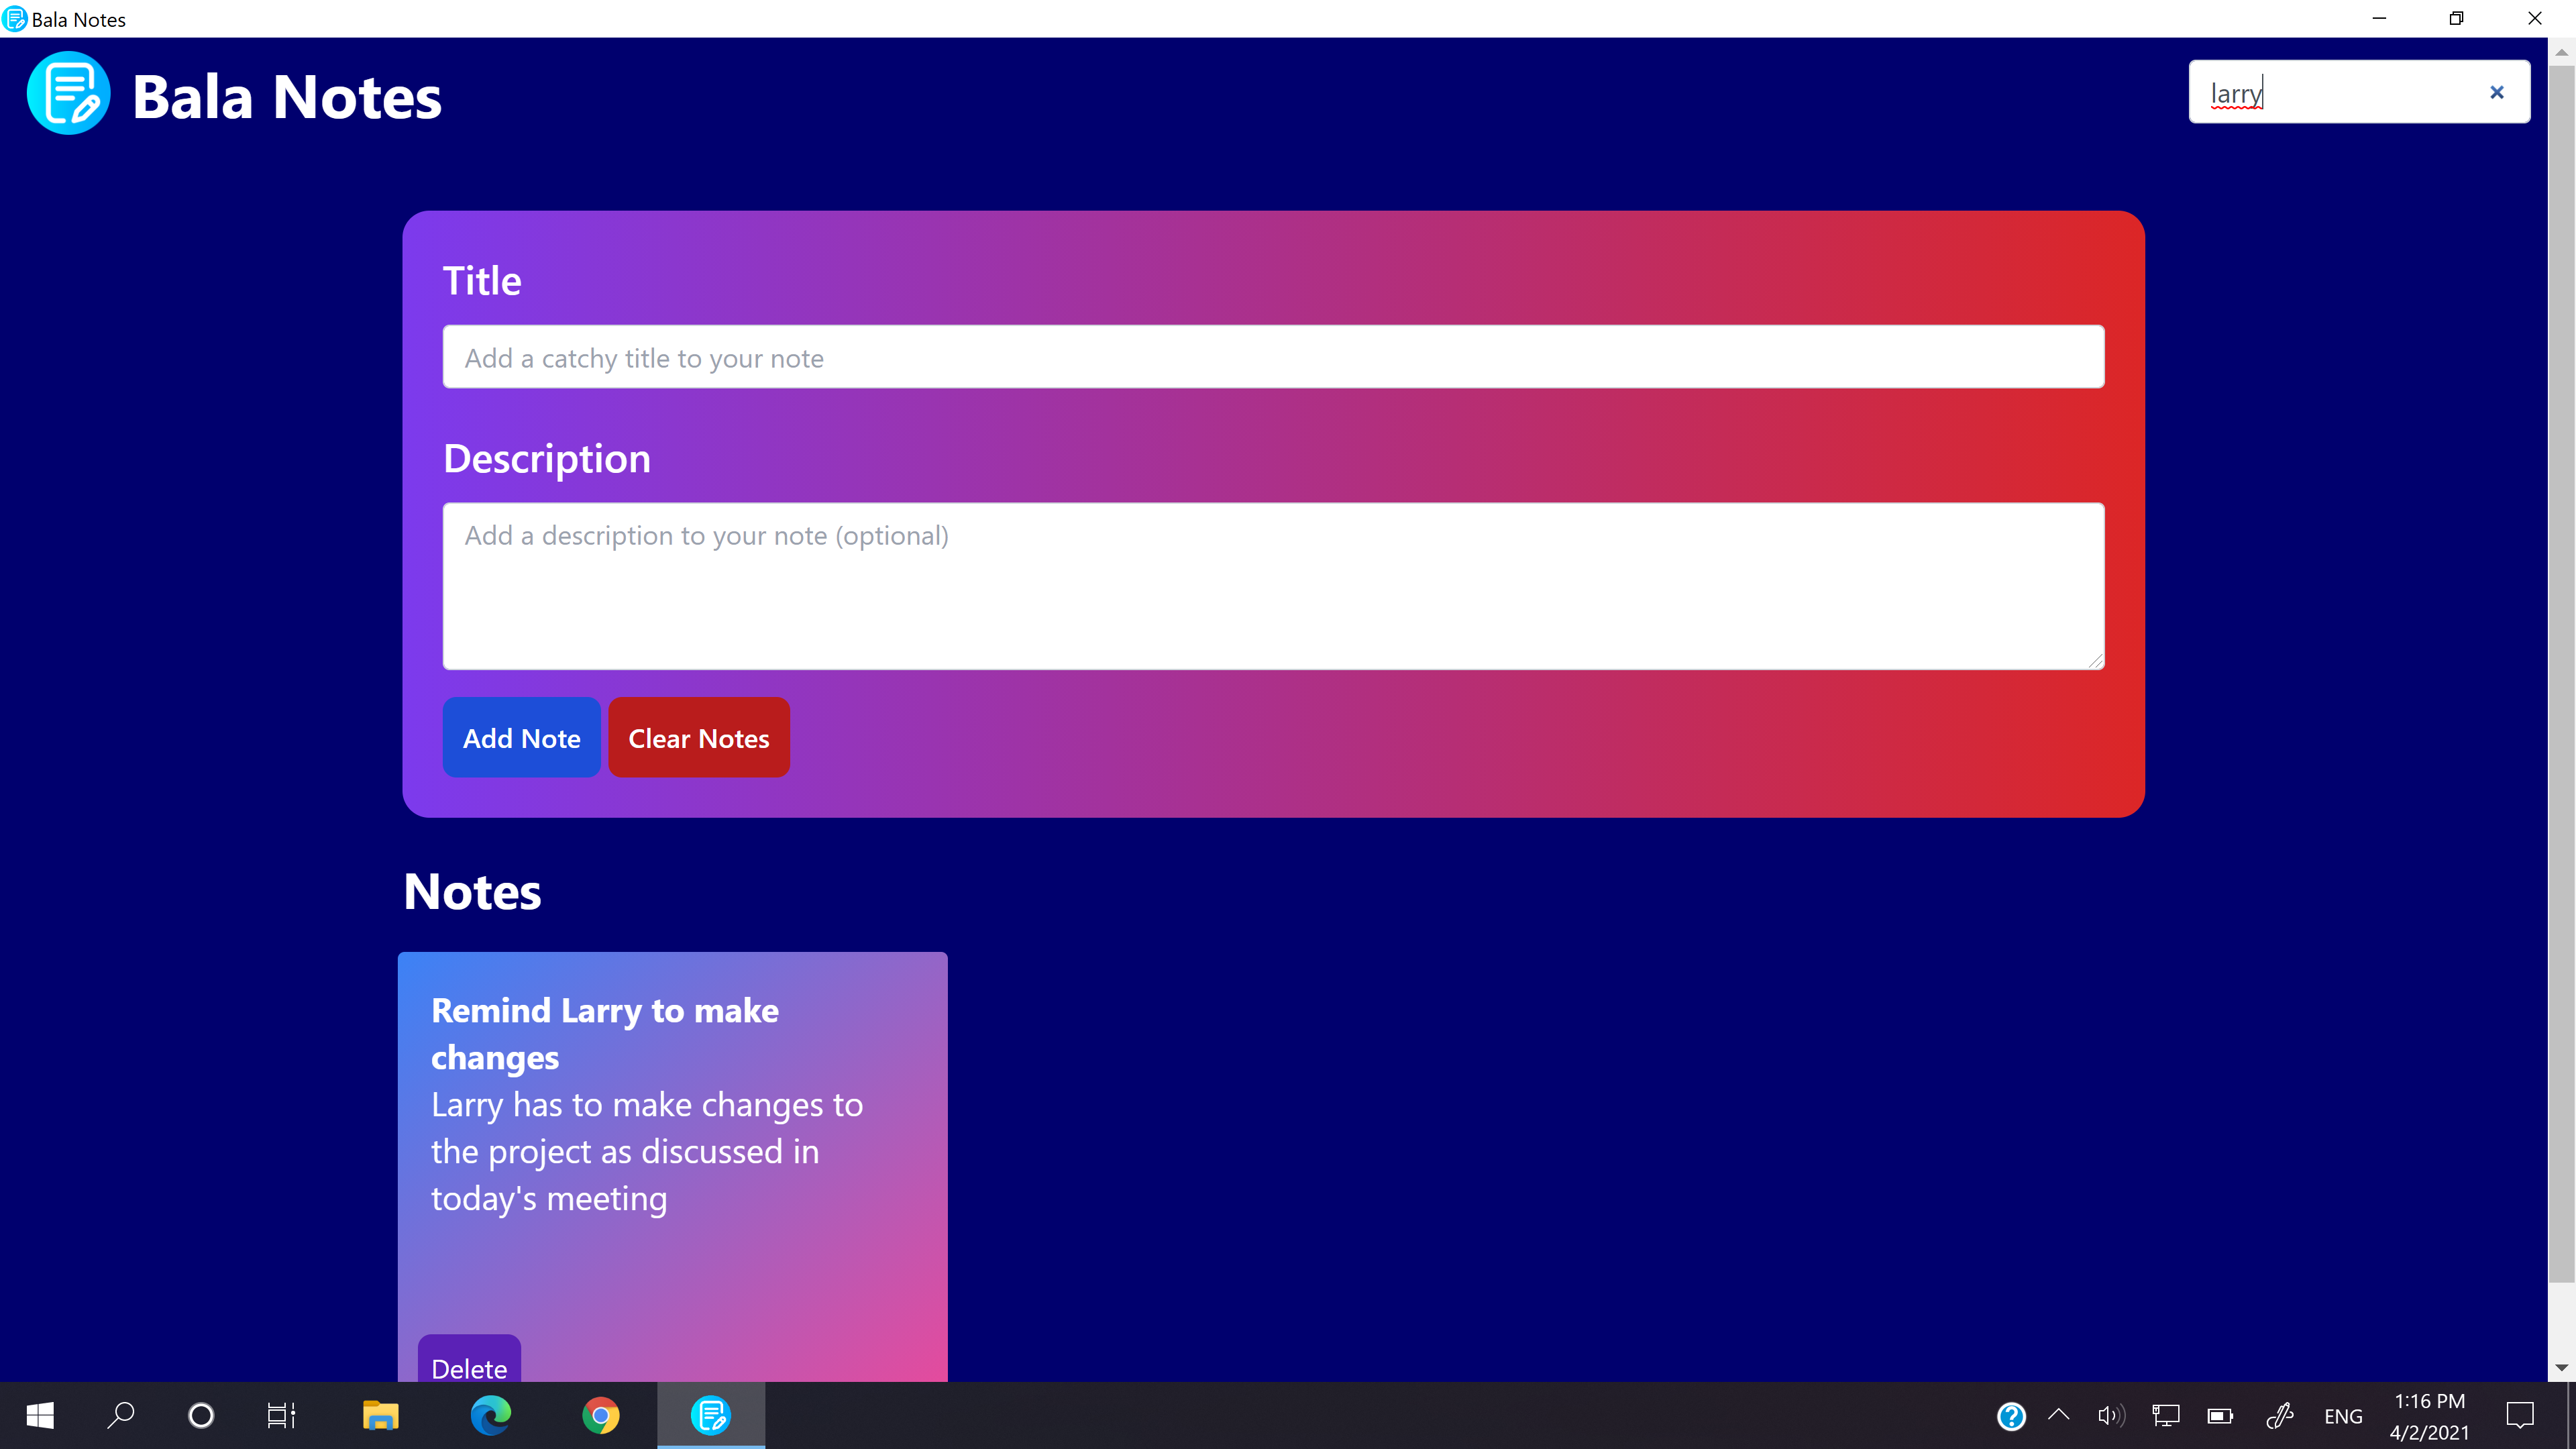 Bala Notes
Bala Notes
larry
Title
Add a catchy title to your note
Description
Add a description to your note (optional)
Add Note
Clear Notes
Notes
Remind Larry to make
changes
Larry has to make changes to
the project as discussed in
today's meeting
Delete
ENG
1:16 PM
4/2/2021